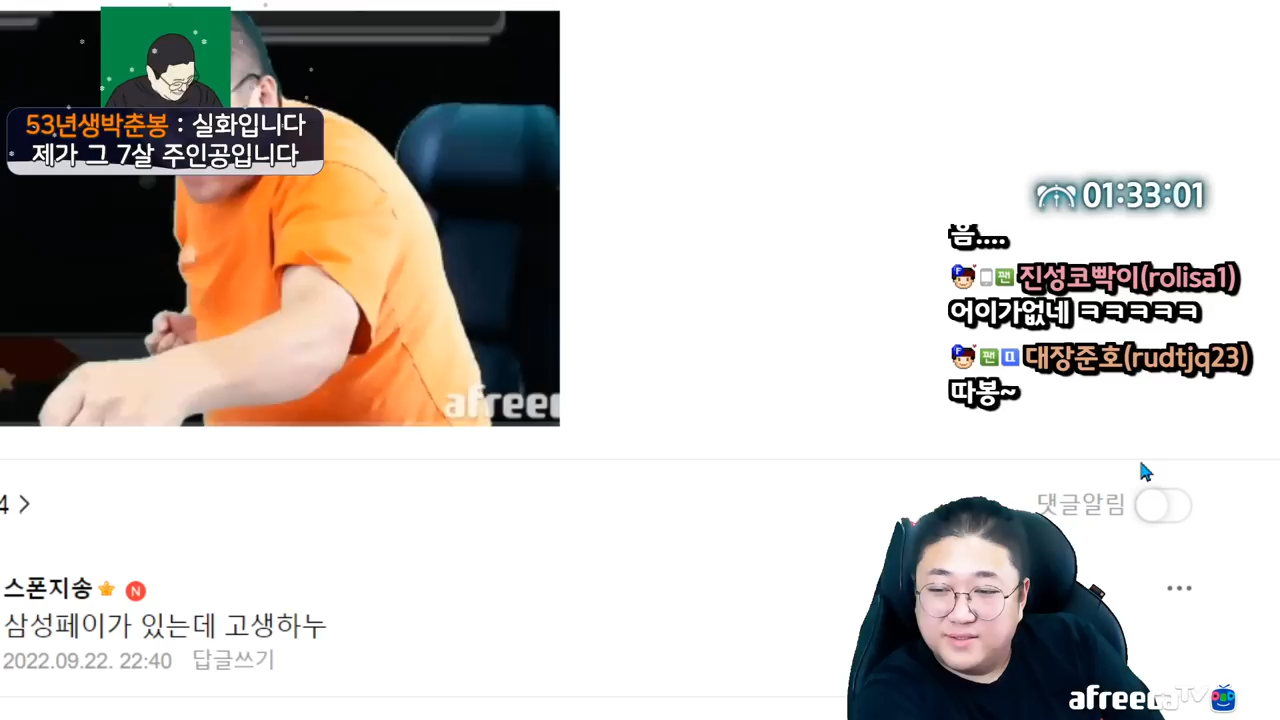 53년생박춘봉 : 실화입니다
제가 그 7살 주인공입니다
afreec
01:33:01
음....
진성코빡이(rolisa1)
어이가없네 ㅋㅋㅋㅋㅋ
대장준호(rudtjq23)
따봉~
4 >
댓글알림
스폰지송 N
삼성페이가 있는데 고생하누
2022.09.22. 22:40 답글쓰기
afreecaTV